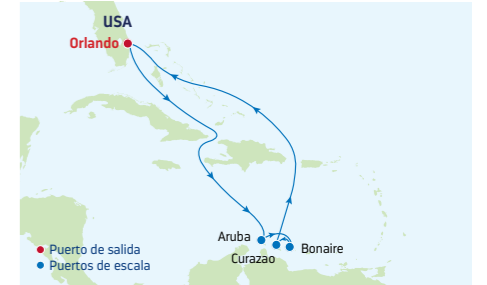 USA
Orlando
Aruba
Curazao
Bonaire
Puerto de salida
Puertos de escala